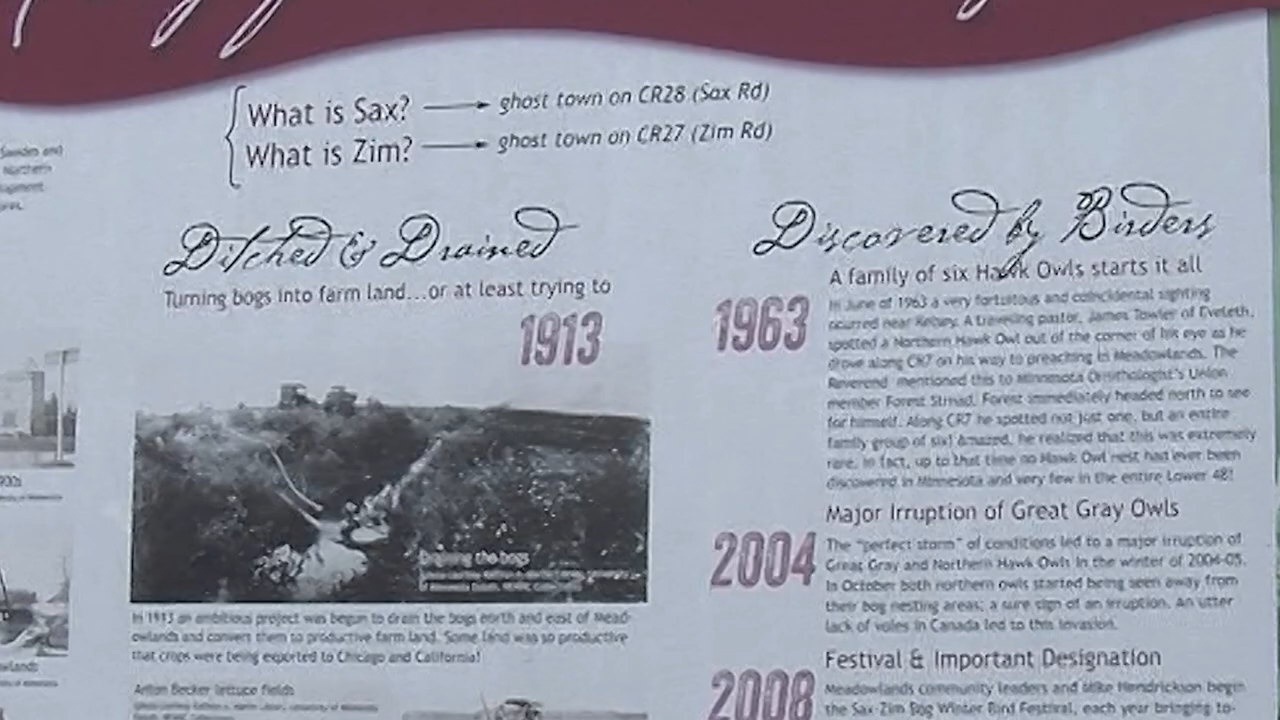 What is Sax? → ghost town on CR28 (Sax Rd)
What is Zim? → ghost town on CR27 (Zim Rd)
Ditched & Drained
Turning bogs into farm land...or at least trying to
1913
In 1913 an ambitious project was begun to drain the bogs north and east of Mead-
owlands and convert them to productive farm land. Some land was so productive
that crops were being exported to Chicago and California!
Anton Becker lettuce fields
Discovered by Birders
A family of six Hawk Owls starts it all
1963
In June of 1963 a very fortuitous and coincidental sighting
ocurred near Kelsey. A traveling pastor, James Towler of Eveleth,
spotted a Northern Hawk Owl out of the corner of his eye as he
drove along CR7 on his way to preaching in Meadowlands. The
Reverend mentioned this to Minnesota Ornithologist's Union
member Forest Strnad. Forest immediately headed north to see
for himself. Along CR7 he spotted not just one, but an entire
family group of six! Amazed, he realized that this was extremely
rare. In fact, up to that time no Hawk Owl nest had ever been
discovered in Minnesota and very few in the entire Lower 48!
Major Irruption of Great Gray Owls
2004
The "perfect storm" of conditions led to a major irruption of
Great Gray and Northern Hawk Owls in the winter of 2004-05.
In October both northern owls started being seen away from
their bog nesting areas; a sure sign of an irruption. An utter
lack of voles in Canada led to this invasion.
Festival & Important Designation
2008
Meadowlands community leaders and Mike Hendrickson begin
the Sax-Zim Bog Winter Bird Festival, each year bringing to-